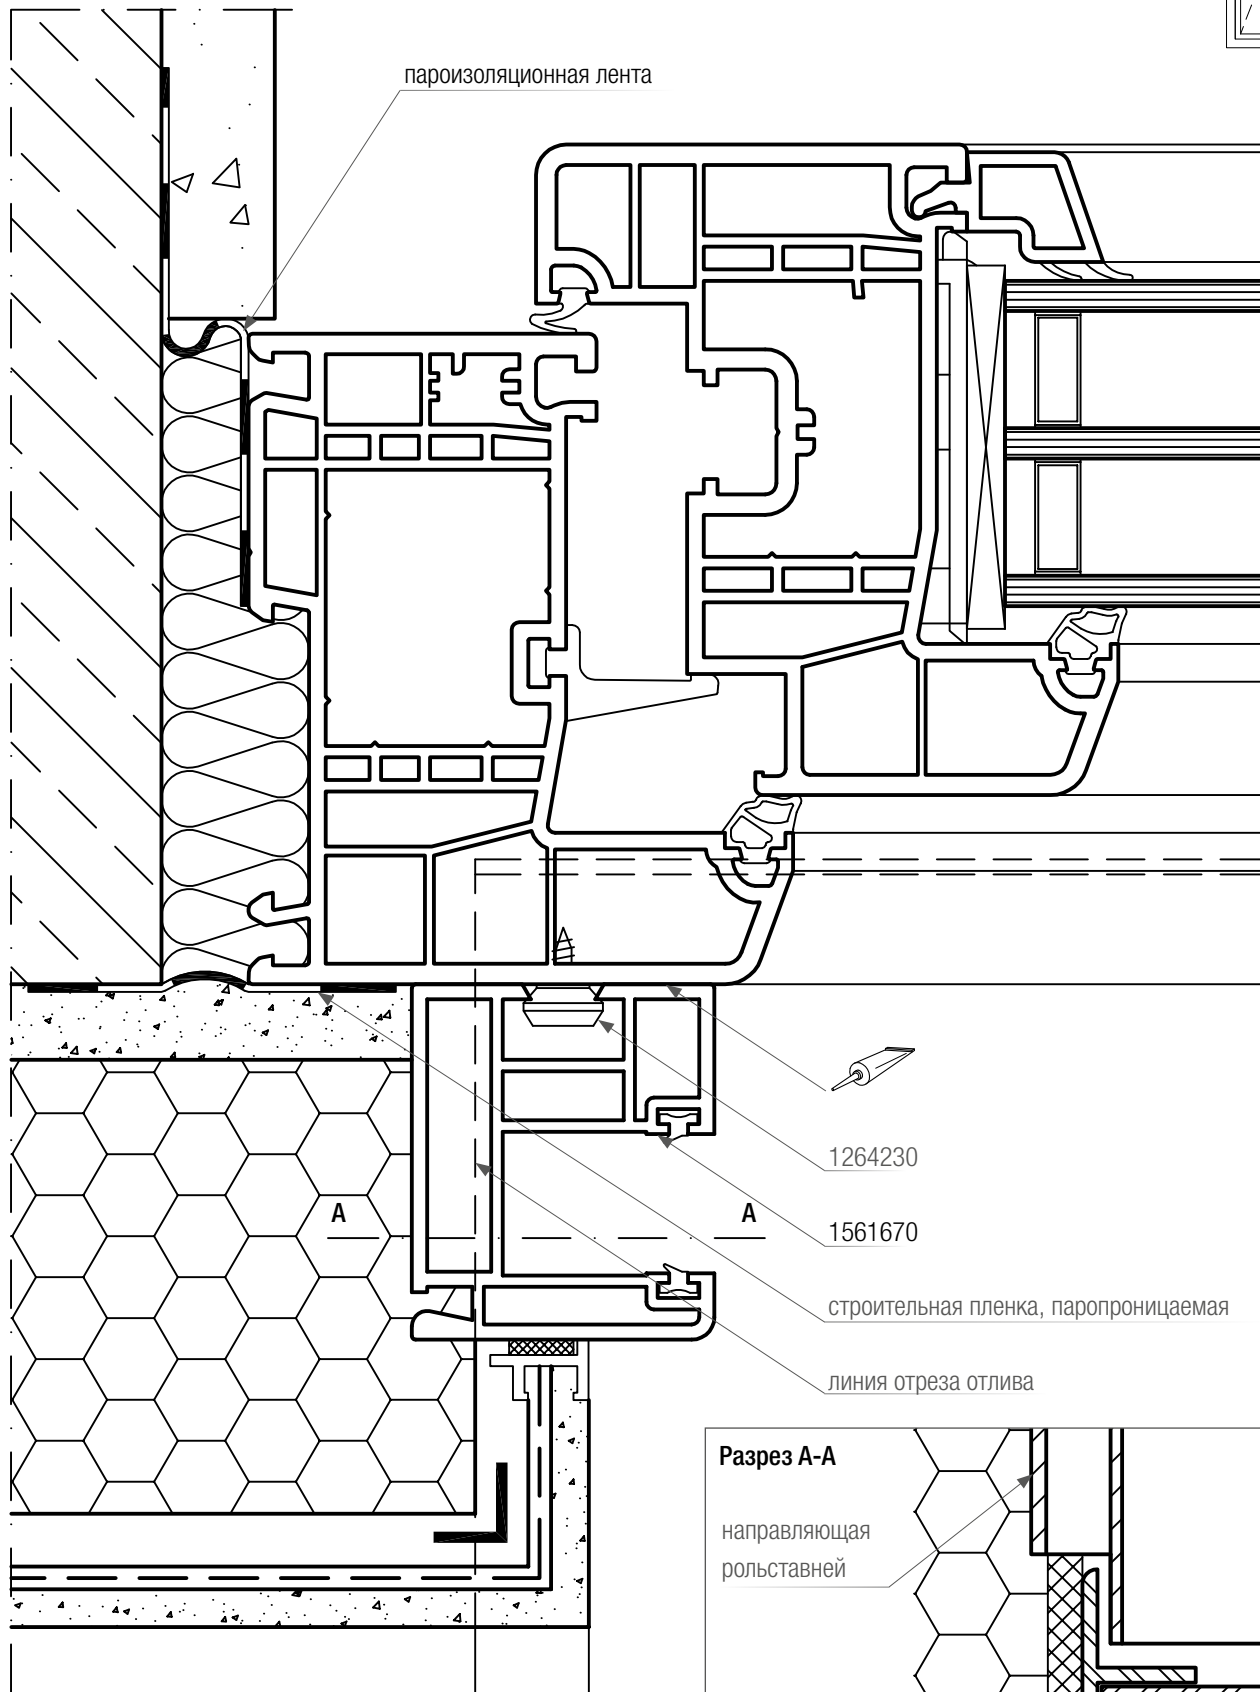 пароизоляционная лента
1264230
А
А
1561670
строительная пленка, паропроницаемая
линия отреза отлива
Разрез А-А
направляющая
рольставней